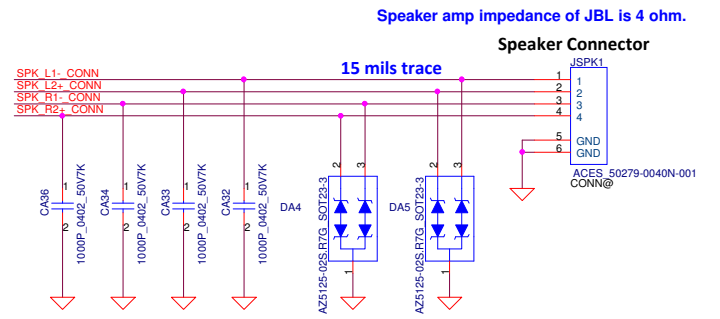 Speaker amp impedance of JBL is 4 ohm.
Speaker Connector
15 mils trace
JSPK1
SPK_L1-_CONN
SPK_L2+_CONN
SPK_R1-_CONN
SPK_R2+_CONN
1
2
3
4
5
6
1
2
3
4
GND
GND
ACES_50279-0040N-001
CONN@
CA36
1
2
1000P_0402_50V7K
CA34
1
2
1000P_0402_50V7K
CA33
1
2
1000P_0402_50V7K
CA32
1
2
1000P_0402_50V7K
DA4
2
3
1
AZ5125-02S.R7G_SOT23-3
DA5
2
3
1
AZ5125-02S.R7G_SOT23-3